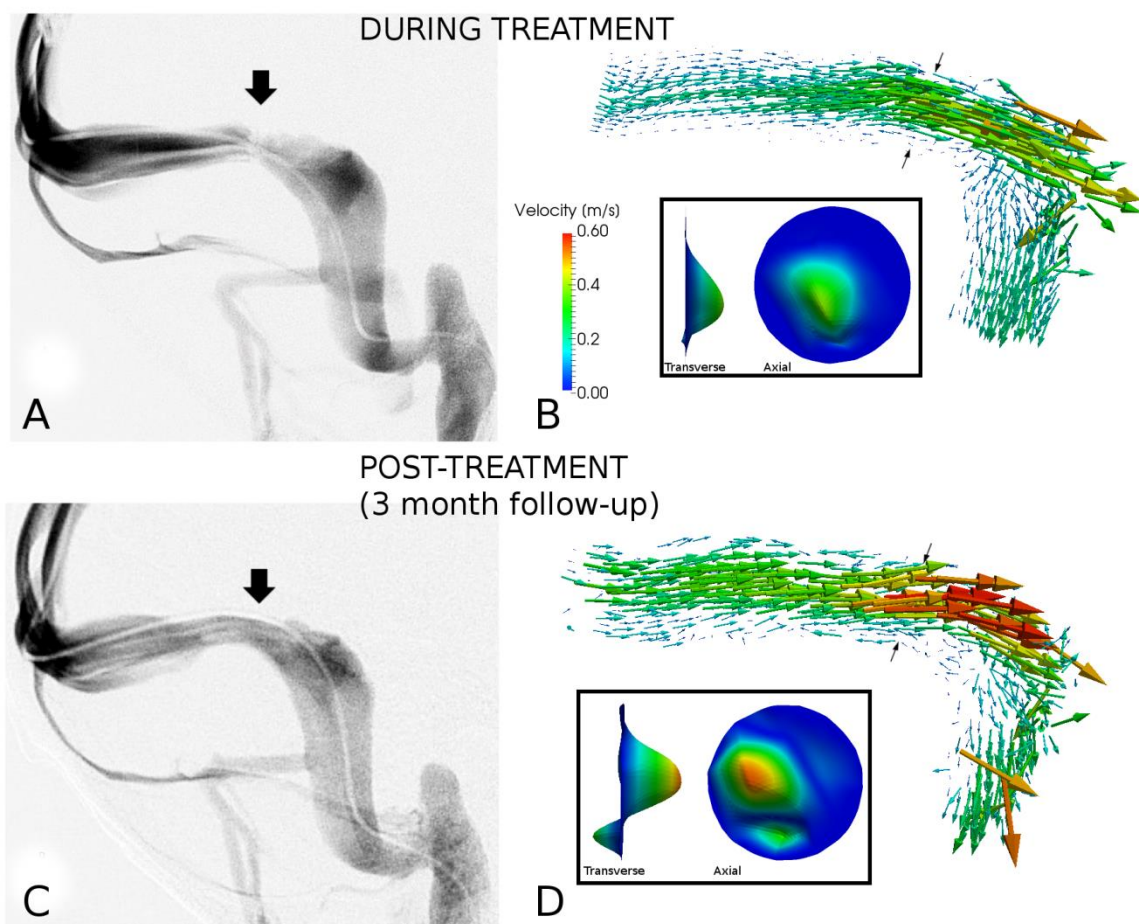 DURING TREATMENT
Velocity (m/s)
0.60
0.4
0.2
0.00
Transverse
Axial
A
B
POST-TREATMENT
(3 month follow-up)
Transverse
Axial
C
D